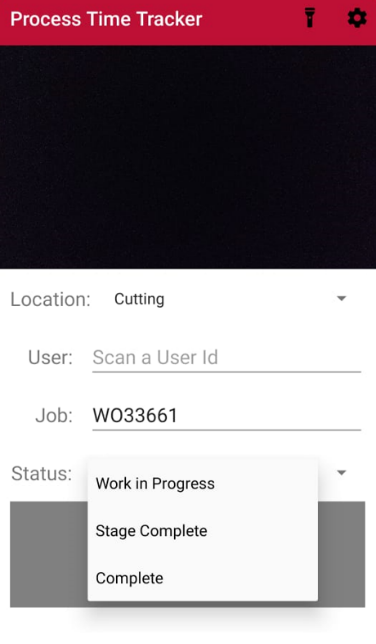 Process Time Tracker
Location: Cutting
User: Scan a User Id
Job: WO33661
Status:
Work in Progress
Stage Complete
Complete